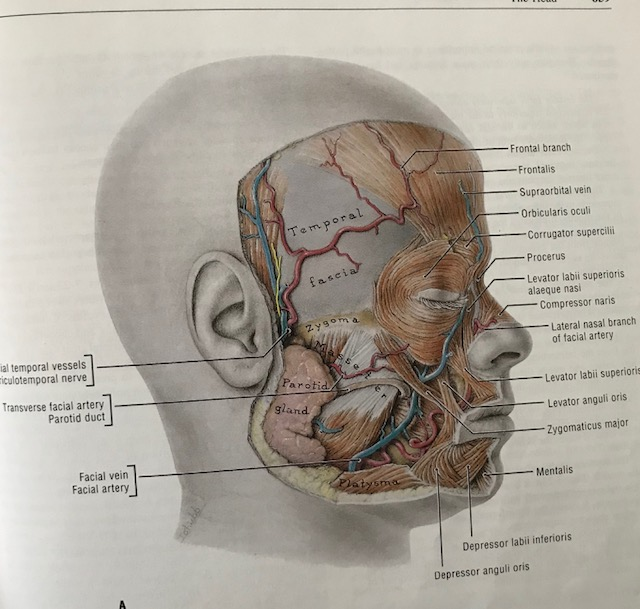 The Head
Frontal branch
Frontalis
Supraorbital vein
Orbicularis oculi
Corrugator supercilii
Procerus
Levator labii superioris
alaeque nasi
Compressor naris
Lateral nasal branch
of facial artery
Levator labii superioris
Levator anguli oris
Zygomaticus major
Mentalis
Depressor labii inferioris
Depressor anguli oris
Temporal
fascia
Zygoma
Masse
ter
Parotid
gland
Platysma
ial temporal vessels
riculotemporal nerve
Transverse facial artery
Parotid duct
Facial vein
Facial artery
A